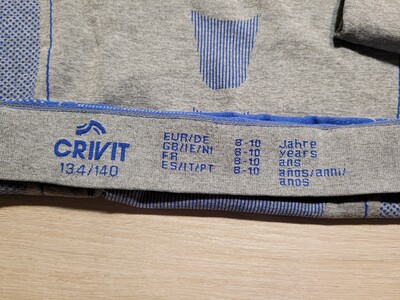 CRIVIT
134/140
EUR/DE 8-10 Jahre
GB/IE/NI 8-10 years
FR 8-10 ans
ES/IT/PT 8-10 años/anni/
anos